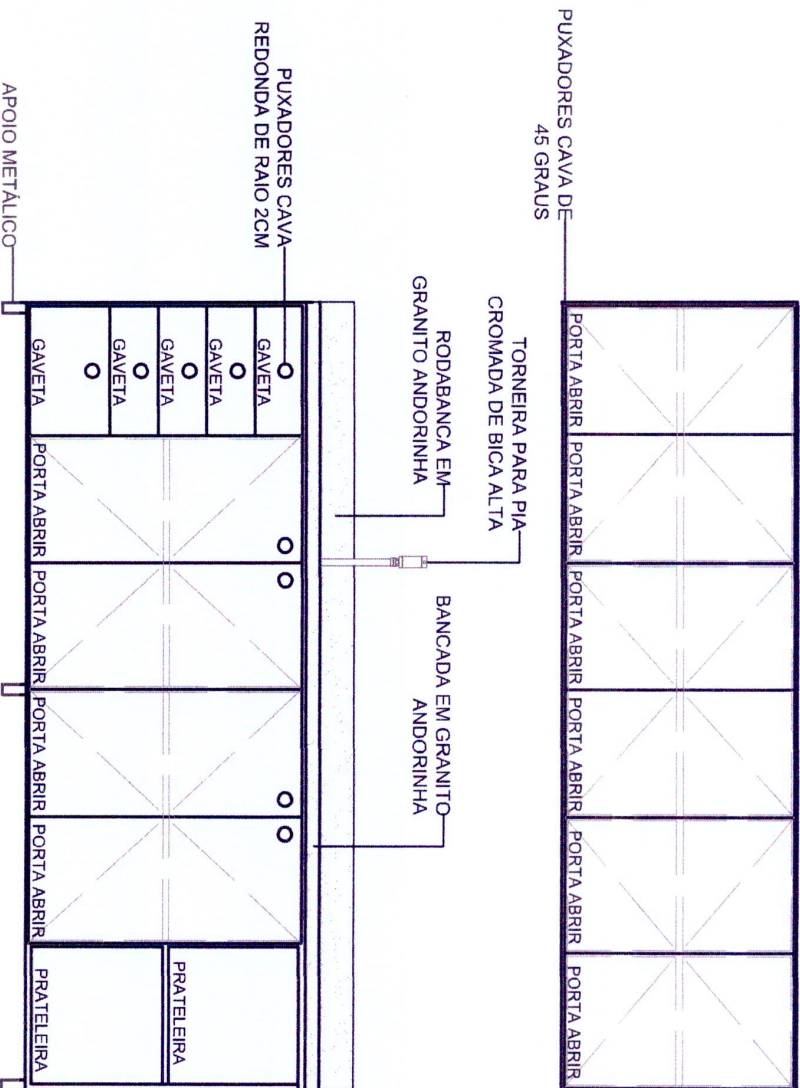 PUXADORES CAVA DE
45 GRAUS
PORTA ABRIR
PORTA ABRIR
PORTA ABRIR
PORTA ABRIR
PORTA ABRIR
PORTA ABRIR
TORNEIRA PARA PIA
CROMADA DE BICA ALTA
RODABANCA EM
GRANITO ANDORINHA
BANCADA EM GRANITO
ANDORINHA
PUXADORES CAVA
REDONDA DE RAIO 2CM
GAVETA
GAVETA
GAVETA
GAVETA
GAVETA
PORTA ABRIR
PORTA ABRIR
PORTA ABRIR
PORTA ABRIR
PRATELEIRA
PRATELEIRA
APOIO METÁLICO